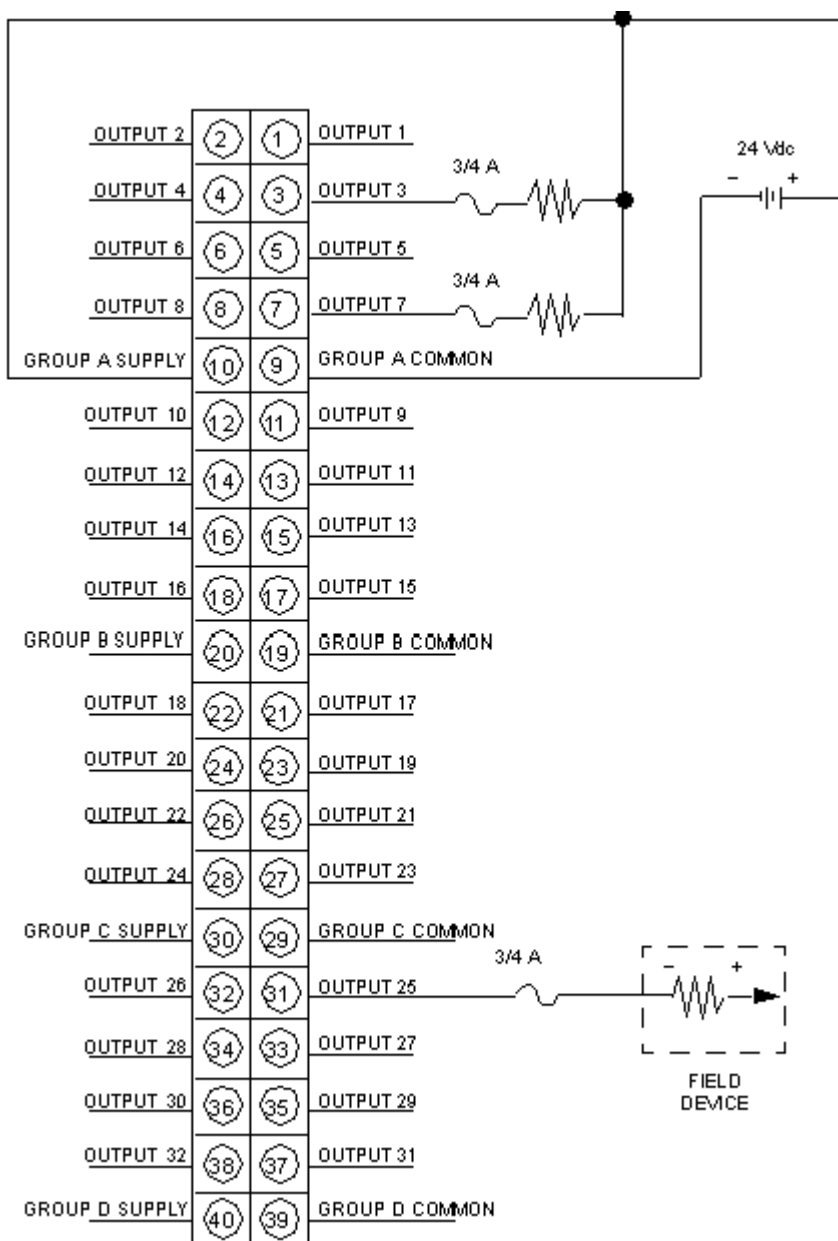 OUTPUT 2 2 1 OUTPUT 1
24 Vdc
3/4 A
- +
OUTPUT 4 4 3 OUTPUT 3
OUTPUT 6 6 5 OUTPUT 5
3/4 A
OUTPUT 8 8 7 OUTPUT 7
GROUP A SUPPLY 10 9 GROUP A COMMON
OUTPUT 10 12 11 OUTPUT 9
OUTPUT 12 14 13 OUTPUT 11
OUTPUT 14 16 15 OUTPUT 13
OUTPUT 16 18 17 OUTPUT 15
GROUP B SUPPLY 20 19 GROUP B COMMON
OUTPUT 18 22 21 OUTPUT 17
OUTPUT 20 24 23 OUTPUT 19
OUTPUT 22 26 25 OUTPUT 21
OUTPUT 24 28 27 OUTPUT 23
GROUP C SUPPLY 30 29 GROUP C COMMON
3/4 A
- +
OUTPUT 26 32 31 OUTPUT 25
OUTPUT 28 34 33 OUTPUT 27
FIELD
DEVICE
OUTPUT 30 36 35 OUTPUT 29
OUTPUT 32 38 37 OUTPUT 31
GROUP D SUPPLY 40 39 GROUP D COMMON